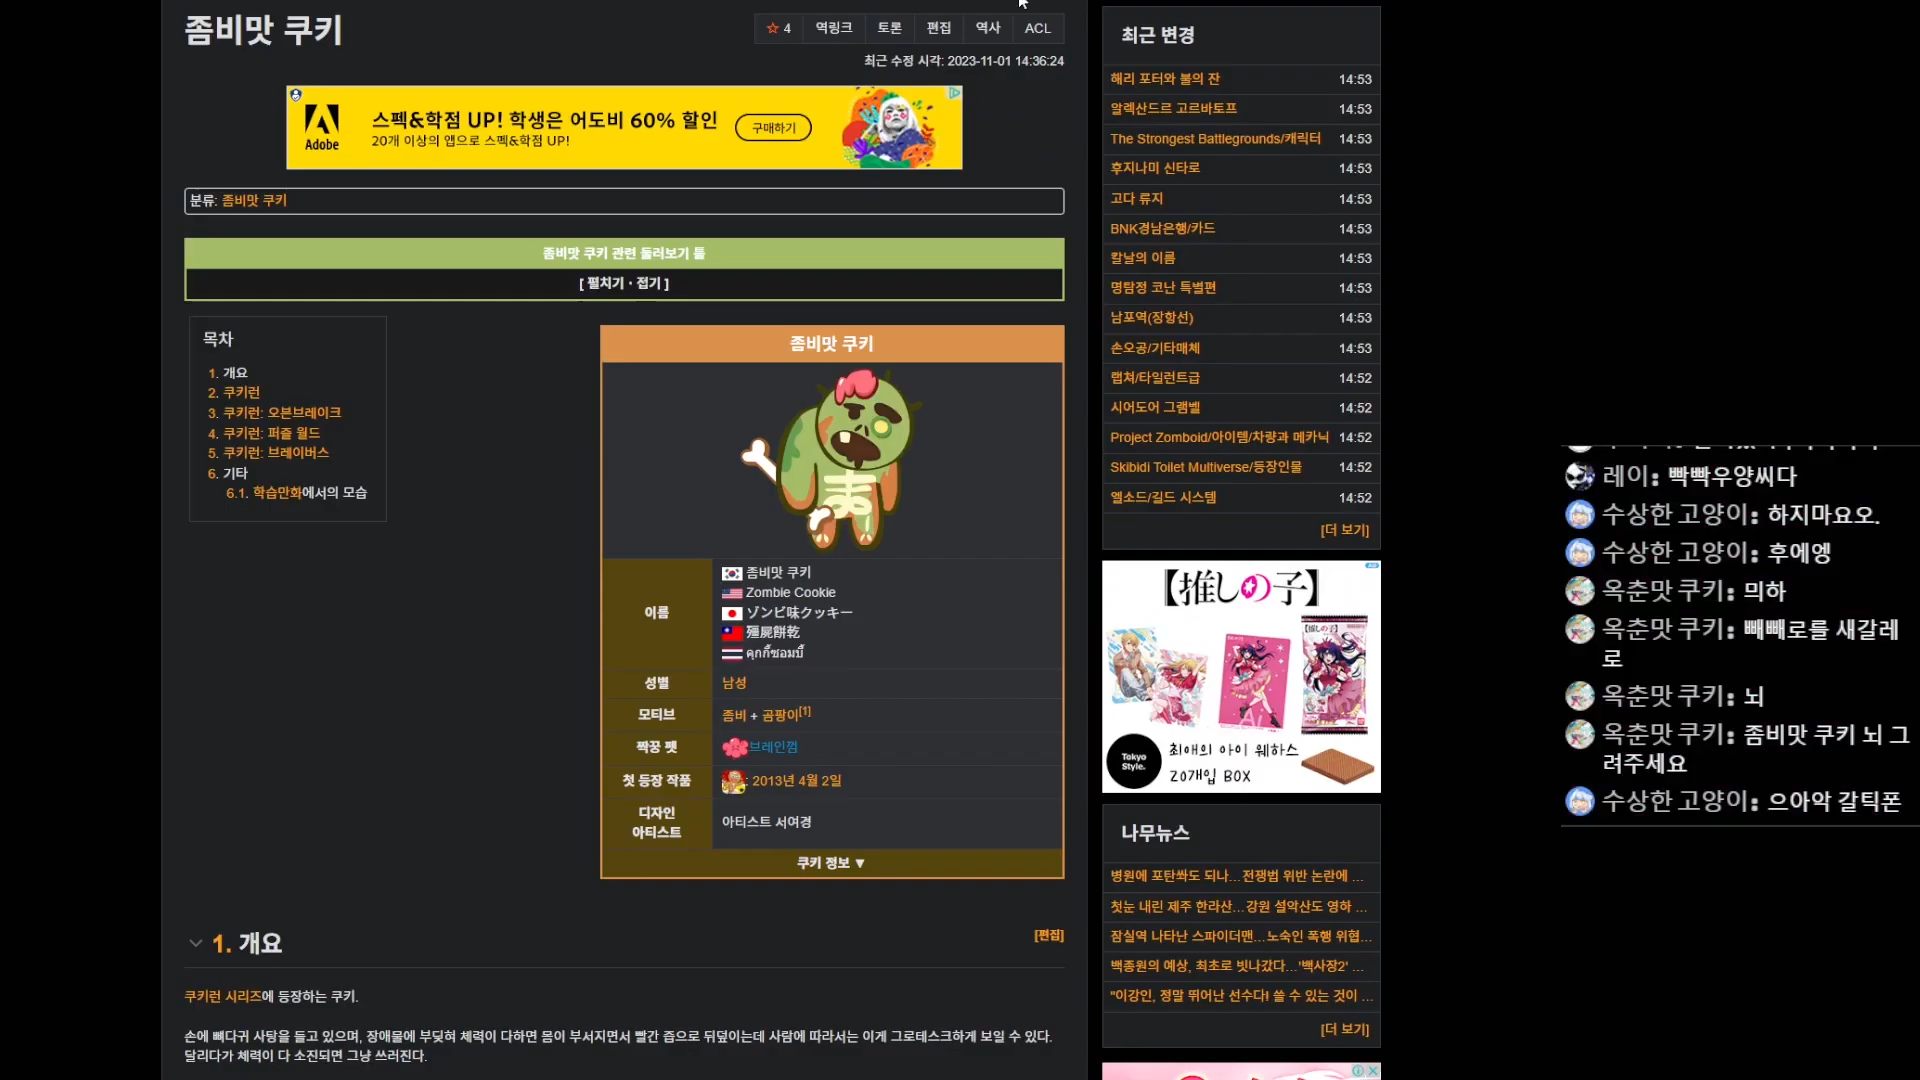 좀비맛 쿠키
4 역링크 토론 편집 역사 ACL
최근 수정 시각: 2023-11-01 14:36:24
Adobe
스펙&학점 UP! 학생은 어도비 60% 할인
20개 이상의 앱으로 스펙&학점 UP!
구매하기
분류: 좀비맛 쿠키
좀비맛 쿠키 관련 둘러보기 틀
[ 펼치기 · 접기 ]
목차
1. 개요
2. 쿠키런
3. 쿠키런: 오븐브레이크
4. 쿠키런: 퍼즐 월드
5. 쿠키런: 브레이버스
6. 기타
6.1. 학습만화에서의 모습
좀비맛 쿠키
이름
좀비맛 쿠키
Zombie Cookie
ゾンビ味クッキー
殭屍餅乾
คุกกี้ซอมบี้
성별 남성
모티브 좀비 + 곰팡이[1]
짝꿍 펫 브레인껌
첫 등장 작품 : 2013년 4월 2일
디자인
아티스트
아티스트 서여경
쿠키 정보 ▼
1. 개요
[편집]
쿠키런 시리즈에 등장하는 쿠키.
손에 뼈다귀 사탕을 들고 있으며, 장애물에 부딪혀 체력이 다하면 몸이 부서지면서 빨간 즙으로 뒤덮이는데 사람에 따라서는 이게 그로테스크하게 보일 수 있다.
달리다가 체력이 다 소진되면 그냥 쓰러진다.
최근 변경
해리 포터와 불의 잔 14:53
알렉산드르 고르바토프 14:53
The Strongest Battlegrounds/캐릭터 14:53
후지나미 신타로 14:53
고다 류지 14:53
BNK경남은행/카드 14:53
칼날의 이름 14:53
명탐정 코난 특별편 14:53
남포역(장항선) 14:53
손오공/기타매체 14:53
랩쳐/타일런트급 14:52
시어도어 그램벨 14:52
Project Zomboid/아이템/차량과 메카닉 14:52
Skibidi Toilet Multiverse/등장인물 14:52
엘소드/길드 시스템 14:52
[더 보기]
【推しの子】
Tokyo
Style.
최애의 아이 웨하스
20개입 BOX
나무뉴스
병원에 포탄쏴도 되나…전쟁법 위반 논란에 ...
첫눈 내린 제주 한라산…강원 설악산도 영하 ...
잠실역 나타난 스파이더맨…노숙인 폭행 위협...
백종원의 예상, 최초로 빗나갔다…'백사장2' ...
"이강인, 정말 뛰어난 선수다! 쓸 수 있는 것이 ...
[더 보기]
레이: 빡빡우양씨다
수상한 고양이: 하지마요오.
수상한 고양이: 후에엥
옥춘맛 쿠키: 믜하
옥춘맛 쿠키: 빼빼로를 새갈레
로
옥춘맛 쿠키: 뇌
옥춘맛 쿠키: 좀비맛 쿠키 뇌 그
려주세요
수상한 고양이: 으아악 갈틱폰